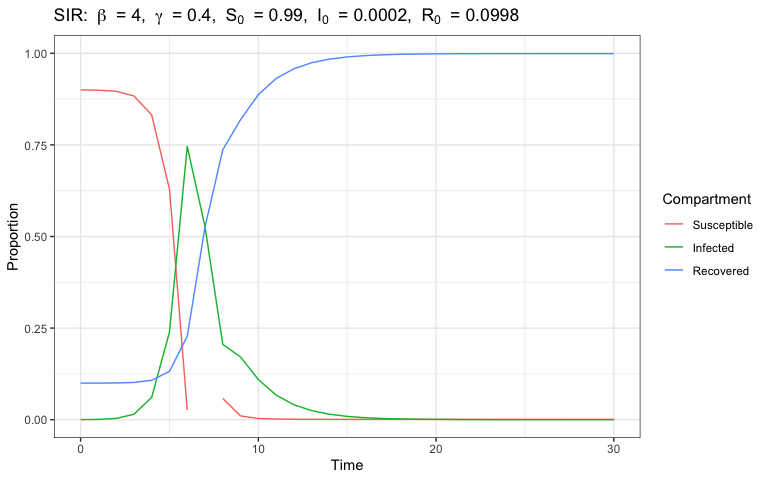 SIR: β = 4, γ = 0.4, S₀ = 0.99, I₀ = 0.0002, R₀ = 0.0998
1.00
0.75
0.50
0.25
0.00
Proportion
0 10 20 30
Time
Compartment
Susceptible
Infected
Recovered